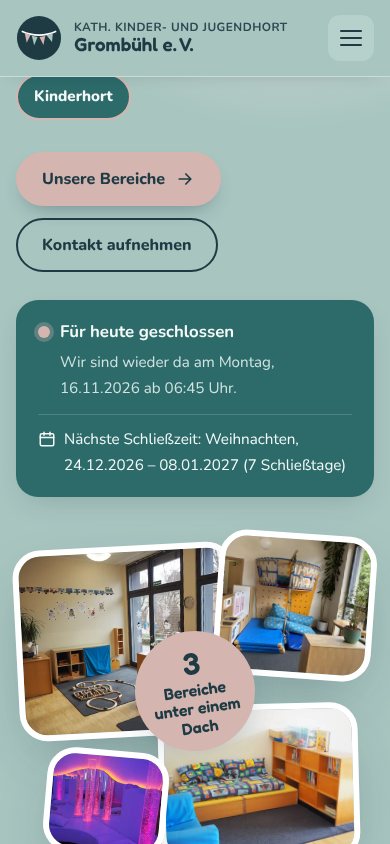 KATH. KINDER- UND JUGENDHORT
Grombühl e.V.
Kinderhort
Unsere Bereiche
Kontakt aufnehmen
Für heute geschlossen
Wir sind wieder da am Montag,
16.11.2026 ab 06:45 Uhr.
Nächste Schließzeit: Weihnachten,
24.12.2026 – 08.01.2027 (7 Schließtage)
3
Bereiche
unter einem
Dach